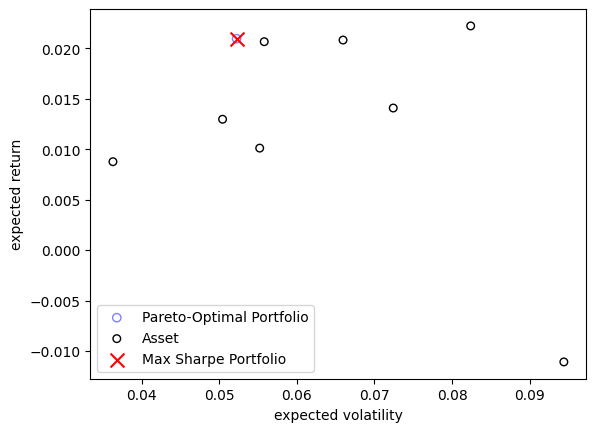 0.020
0.015
0.010
0.005
0.000
−0.005
−0.010
expected return
Pareto-Optimal Portfolio
Asset
Max Sharpe Portfolio
0.04 0.05 0.06 0.07 0.08 0.09
expected volatility